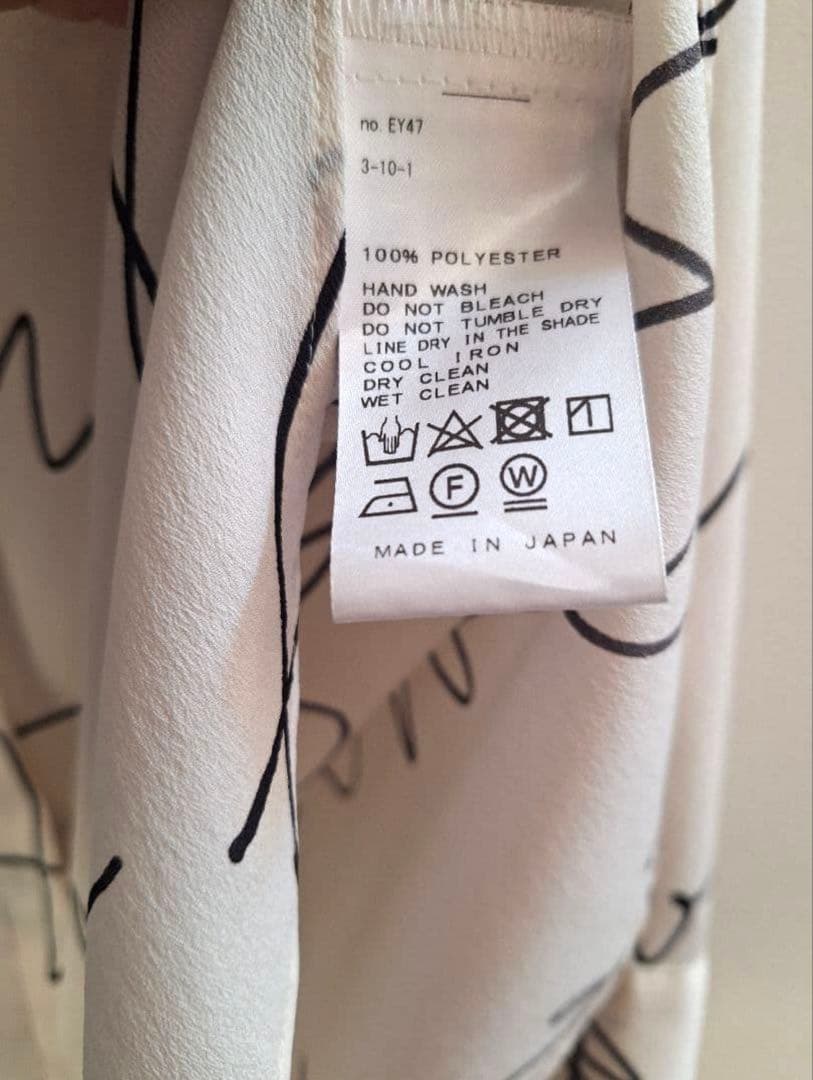 no. EY47
3-10-1
100% POLYESTER
HAND WASH
DO NOT BLEACH
DO NOT TUMBLE DRY
LINE DRY IN THE SHADE
COOL IRON
DRY CLEAN
WET CLEAN
F W
MADE IN JAPAN